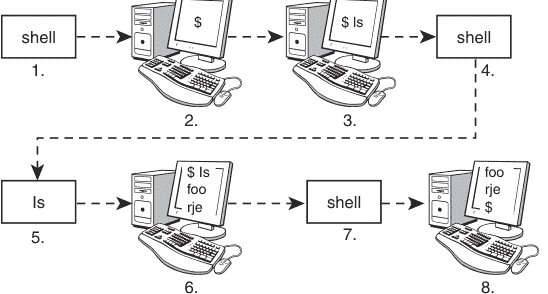 shell
$
$ ls
shell
1.
2.
3.
4.
ls
$ ls
foo
rje
shell
foo
rje
$
5.
6.
7.
8.